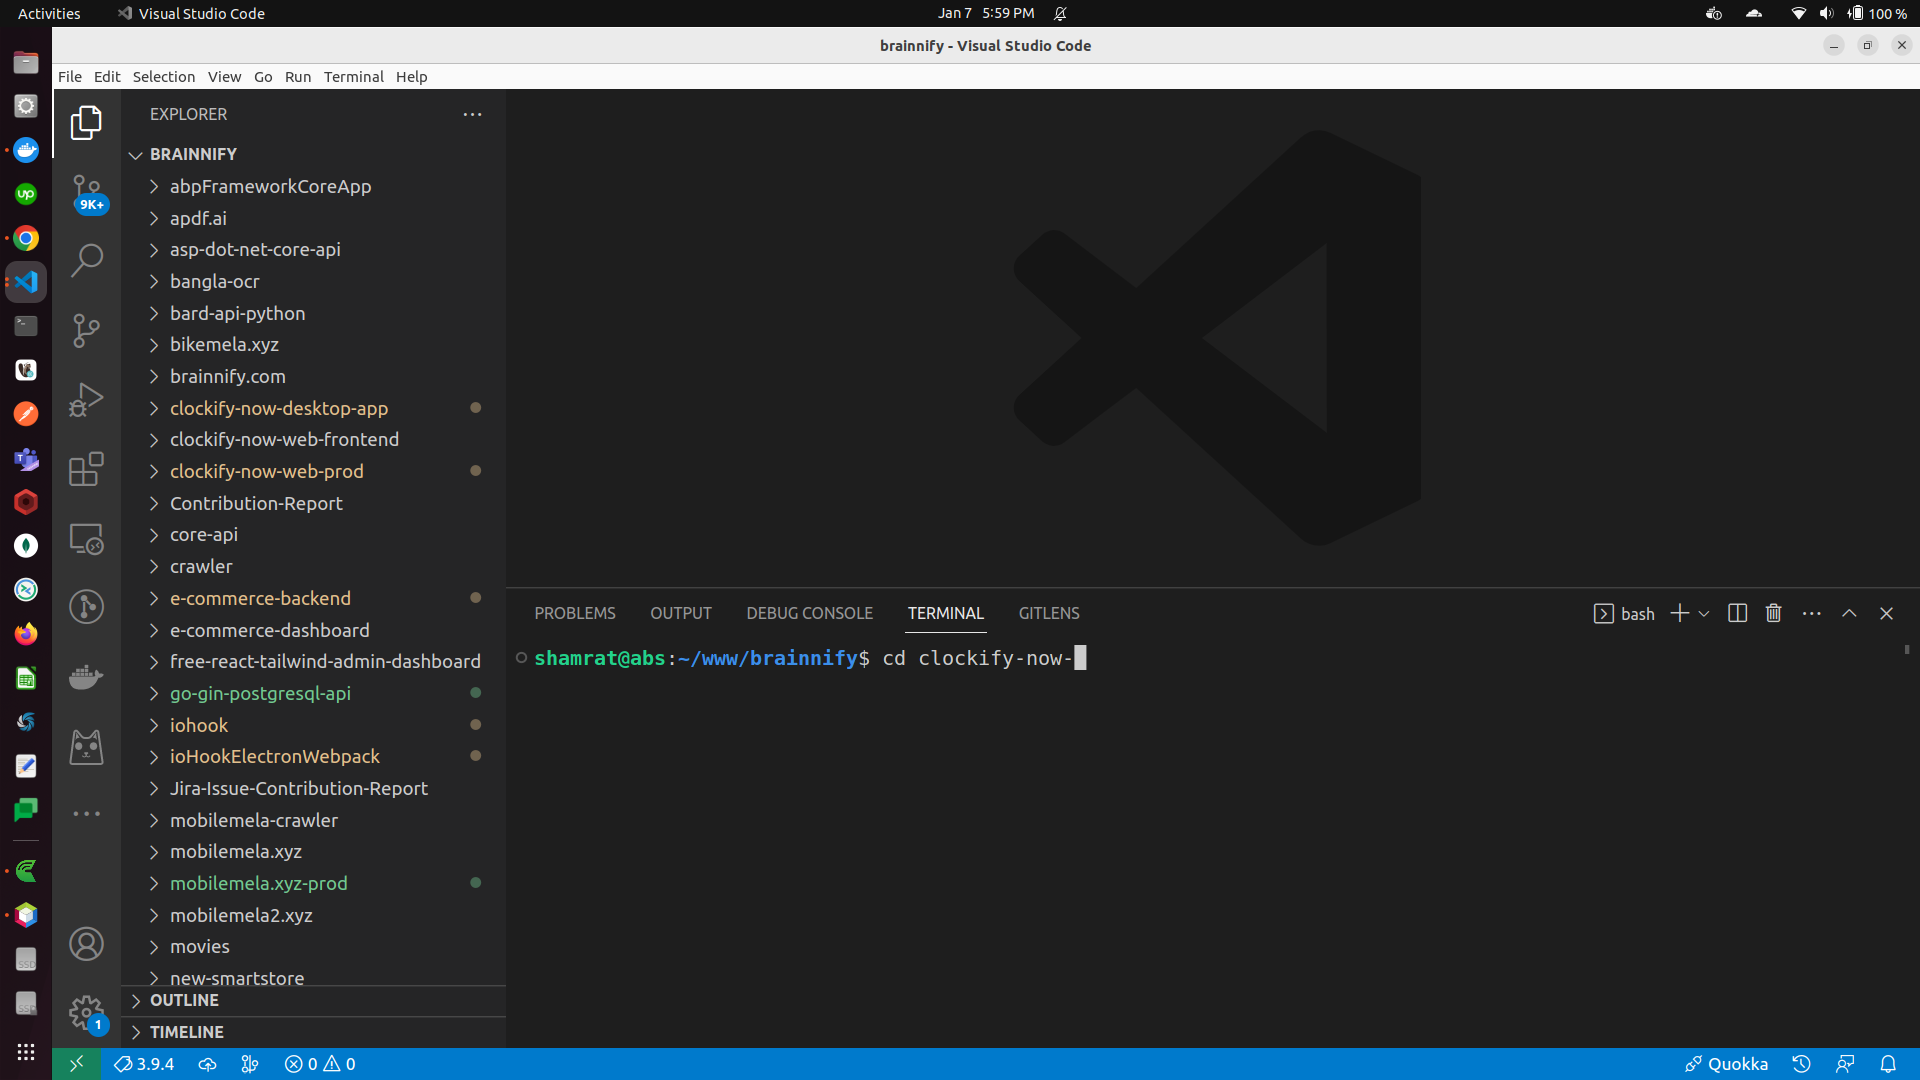 Activities Visual Studio Code Jan 7 5:59 PM 100 %
brainnify - Visual Studio Code
File Edit Selection View Go Run Terminal Help
EXPLORER
BRAINNIFY
abpFrameworkCoreApp
apdf.ai
asp-dot-net-core-api
bangla-ocr
bard-api-python
bikemela.xyz
brainnify.com
clockify-now-desktop-app
clockify-now-web-frontend
clockify-now-web-prod
Contribution-Report
core-api
crawler
e-commerce-backend
e-commerce-dashboard
free-react-tailwind-admin-dashboard
go-gin-postgresql-api
iohook
ioHookElectronWebpack
Jira-Issue-Contribution-Report
mobilemela-crawler
mobilemela.xyz
mobilemela.xyz-prod
mobilemela2.xyz
movies
new-smartstore
OUTLINE
TIMELINE
9K+
1
PROBLEMS OUTPUT DEBUG CONSOLE TERMINAL GITLENS bash
shamrat@abs:~/www/brainnify$ cd clockify-now-
3.9.4 0 0 Quokka